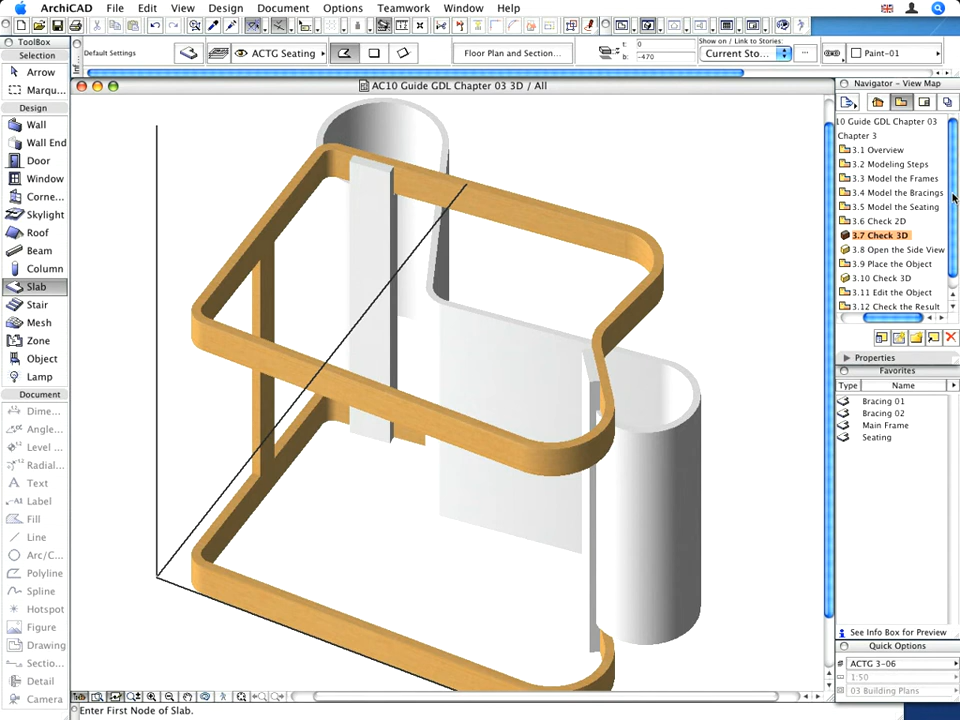 ArchiCAD File Edit View Design Document Options Teamwork Window Help
ToolBox
Selection
Arrow
Marqu...
Design
Wall
Wall End
Door
Window
Corne...
Skylight
Roof
Beam
Column
Slab
Stair
Mesh
Zone
Object
Lamp
Document
Dime...
Angle...
Level ...
Radial...
Text
Label
Fill
Line
Arc/C...
Polyline
Spline
Hotspot
Figure
Drawing
Sectio...
Detail
Camera
Default Settings
ACTG Seating
Floor Plan and Section...
t: 0
b: -470
Show on / Link to Stories:
Current Sto...
...
Paint-01
AC10 Guide GDL Chapter 03 3D / All
Enter First Node of Slab.
Navigator - View Map
10 Guide GDL Chapter 03
Chapter 3
3.1 Overview
3.2 Modeling Steps
3.3 Model the Frames
3.4 Model the Bracings
3.5 Model the Seating
3.6 Check 2D
3.7 Check 3D
3.8 Open the Side View
3.9 Place the Object
3.10 Check 3D
3.11 Edit the Object
3.12 Check the Result
Properties
Favorites
Type Name
Bracing 01
Bracing 02
Main Frame
Seating
See Info Box for Preview
Quick Options
ACTG 3-06
1:50
03 Building Plans